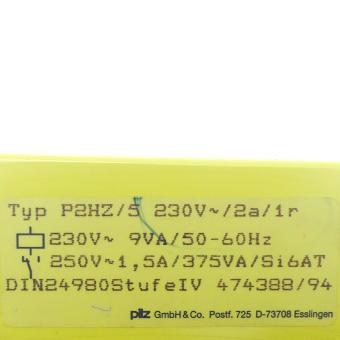 Typ P2HZ/5 230V~/2a/1r
230V~ 9VA/50-60Hz
250V~1,5A/375VA/Si6AT
DIN24980StufeIV 474388/94
pilz GmbH & Co. Postf. 725 D-73708 Esslingen